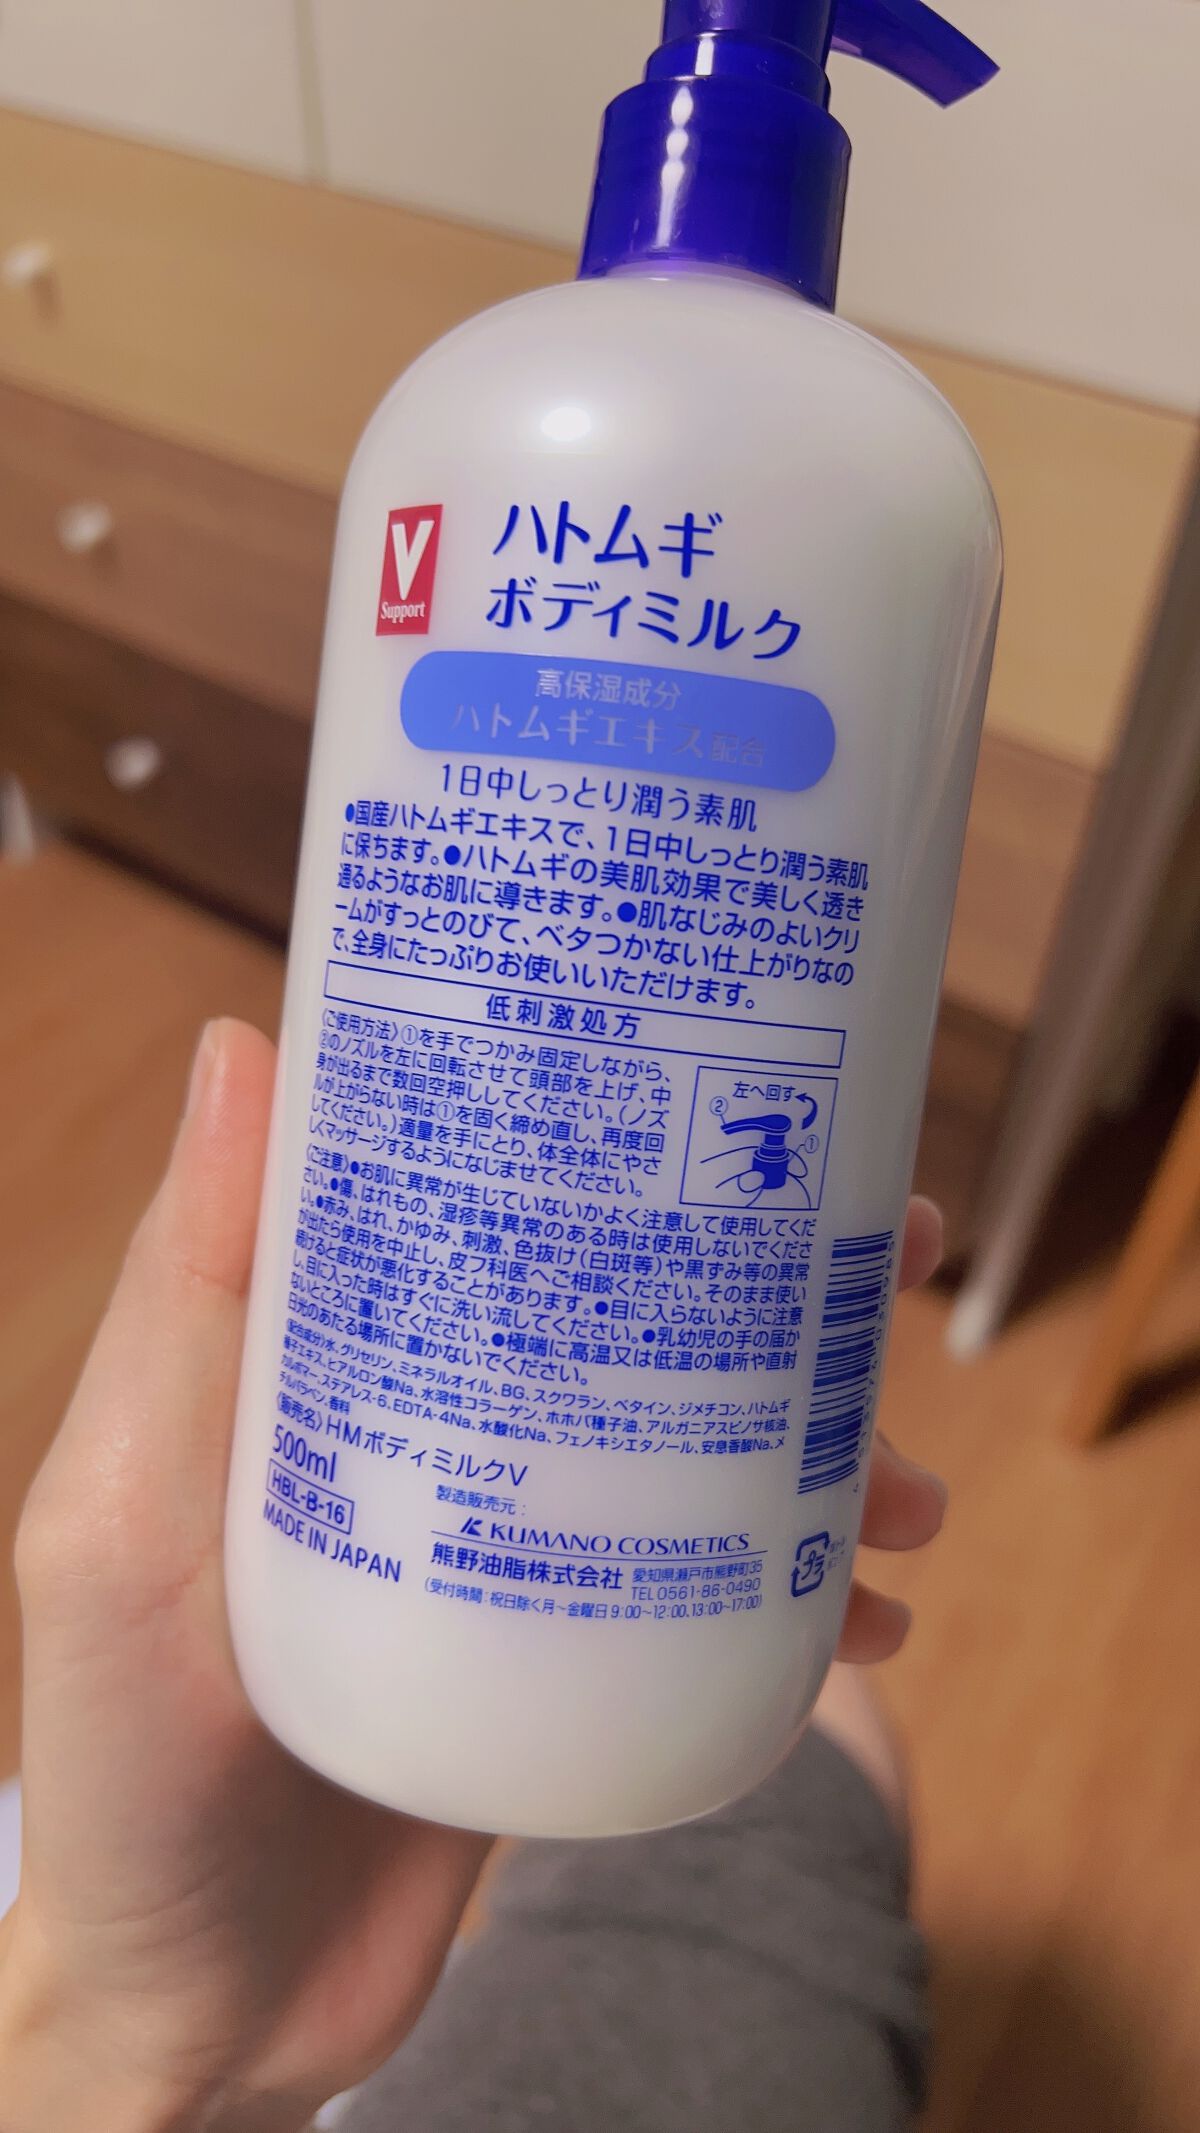 V
Support
ハトムギ
ボディミルク
高保湿成分
ハトムギエキス配合
1日中しっとり潤う素肌
●国産ハトムギエキスで、1日中しっとり潤う素肌
に保ちます。●ハトムギの美肌効果で美しく透き
通るようなお肌に導きます。●肌なじみのよいクリ
ームがすっとのびて、ベタつかない仕上がりなの
で、全身にたっぷりお使いいただけます。
低刺激処方
〈ご使用方法〉①を手でつかみ固定しながら、
②のノズルを左に回転させて頭部を上げ、中
身が出るまで数回空押ししてください。(ノズ
ルが上がらない時は①を固く締め直し、再度回
してください。)適量を手にとり、体全体にやさ
しくマッサージするようになじませてください。
左へ回す
②
①
〈ご注意〉●お肌に異常が生じていないかよく注意して使用してくだ
さい。●傷、はれもの、湿疹等異常のある時は使用しないでくださ
い。●赤み、はれ、かゆみ、刺激、色抜け(白斑等)や黒ずみ等の異常
が出たら使用を中止し、皮フ科医へご相談ください。そのまま使い
続けると症状が悪化することがあります。●目に入らないように注意
し、目に入った時はすぐに洗い流してください。●乳幼児の手の届か
ないところに置いてください。●極端に高温又は低温の場所や直射
日光のあたる場所に置かないでください。
〈配合成分〉水、グリセリン、ミネラルオイル、BG、スクワラン、ベタイン、ジメチコン、ハトムギ
種子エキス、ヒアルロン酸Na、水溶性コラーゲン、ホホバ種子油、アルガニアスピノサ核油、
カルボマー、ステアレス-6、EDTA-4Na、水酸化Na、フェノキシエタノール、安息香酸Na、メ
チルパラベン、香料
〈販売名〉HMボディミルクV
500ml
HBL-B-16
MADE IN JAPAN
製造販売元:
KUMANO COSMETICS
熊野油脂株式会社
愛知県瀬戸市熊野町35
TEL0561-86-0490
(受付時間:祝日除く月~金曜日9:00~12:00、13:00~17:00)
プラ